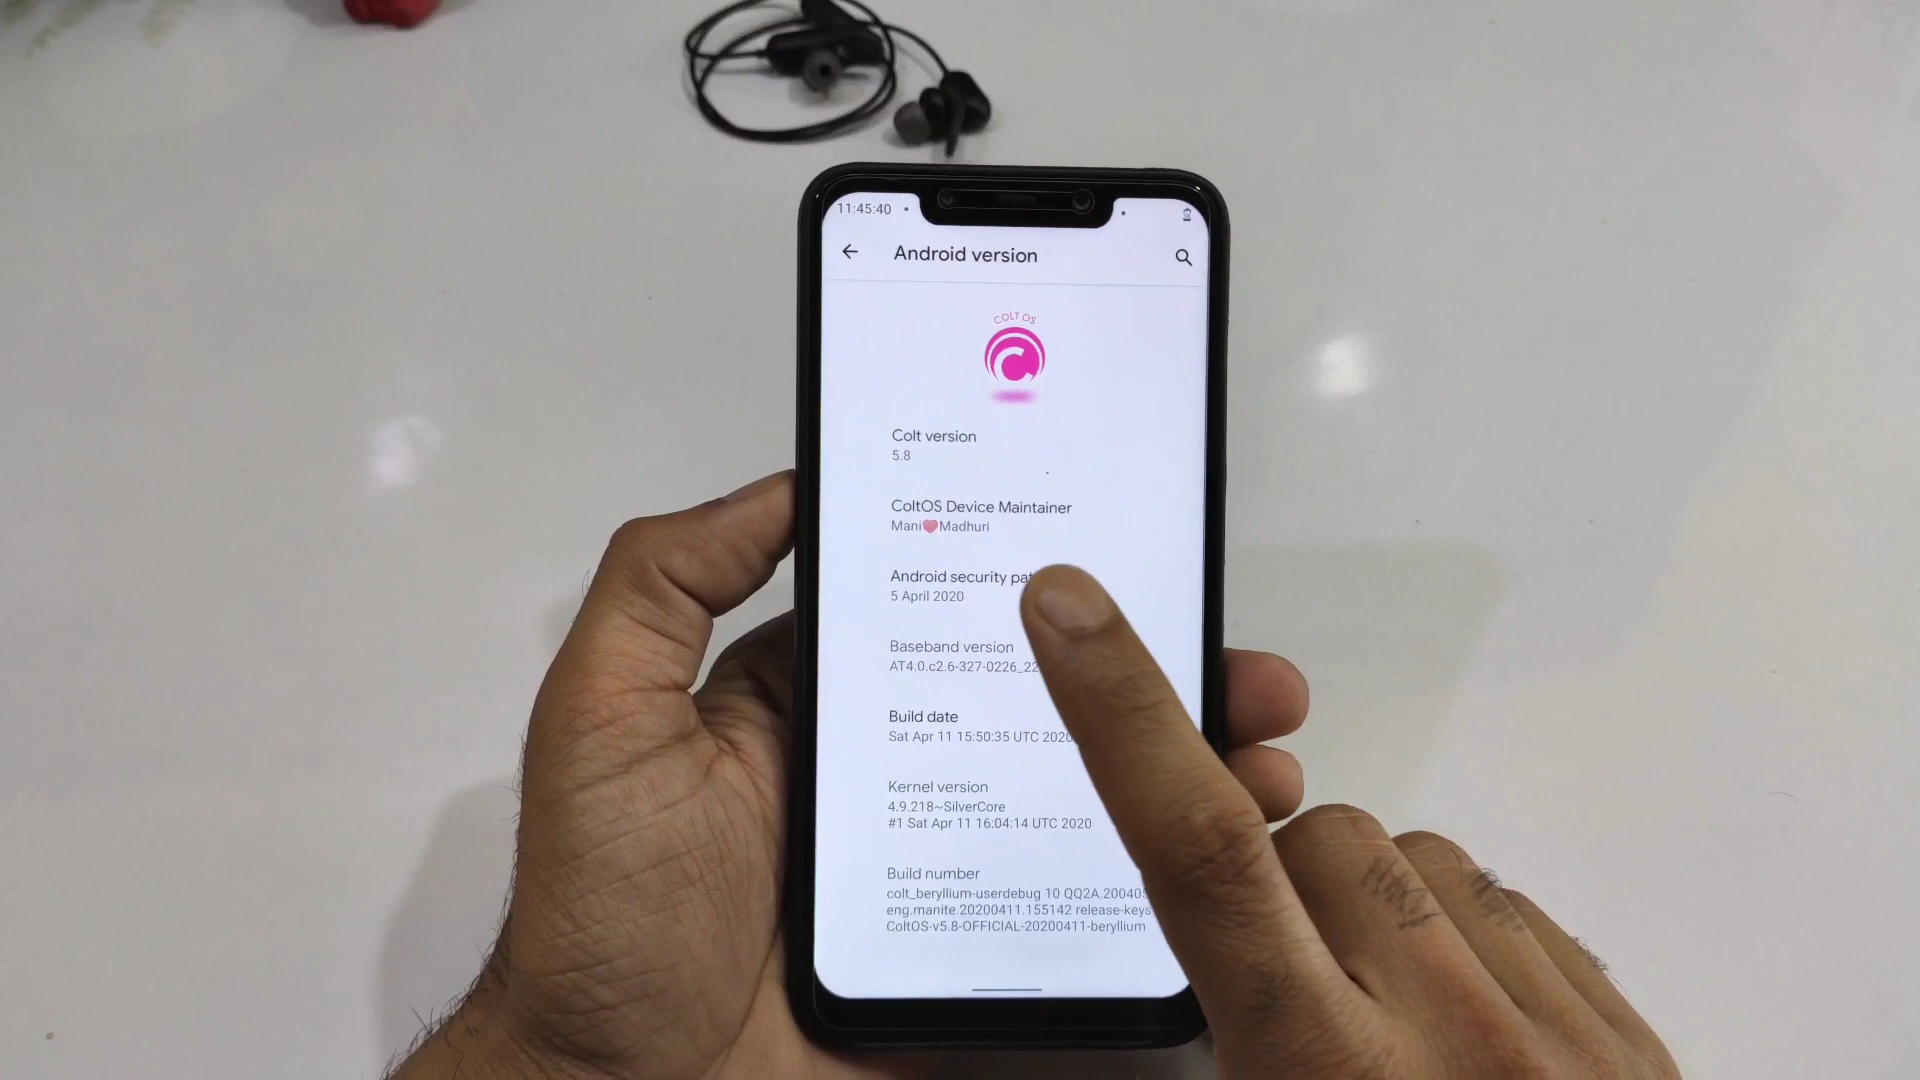 11:45:40
Android version
COLT OS
Colt version
5.8
ColtOS Device Maintainer
Mani❤Madhuri
Android security
5 April 2020
Baseband version
AT4.0.c2.6-327-0226_22
Build date
Sat Apr 11 15:50:35 UTC 2020
Kernel version
4.9.218~SilverCore
#1 Sat Apr 11 16:04:14 UTC 2020
Build number
colt_beryllium-userdebug 10 QQ2A.200405
eng.manite.20200411.155142 release-keys
ColtOS-v5.8-OFFICIAL-20200411-beryllium